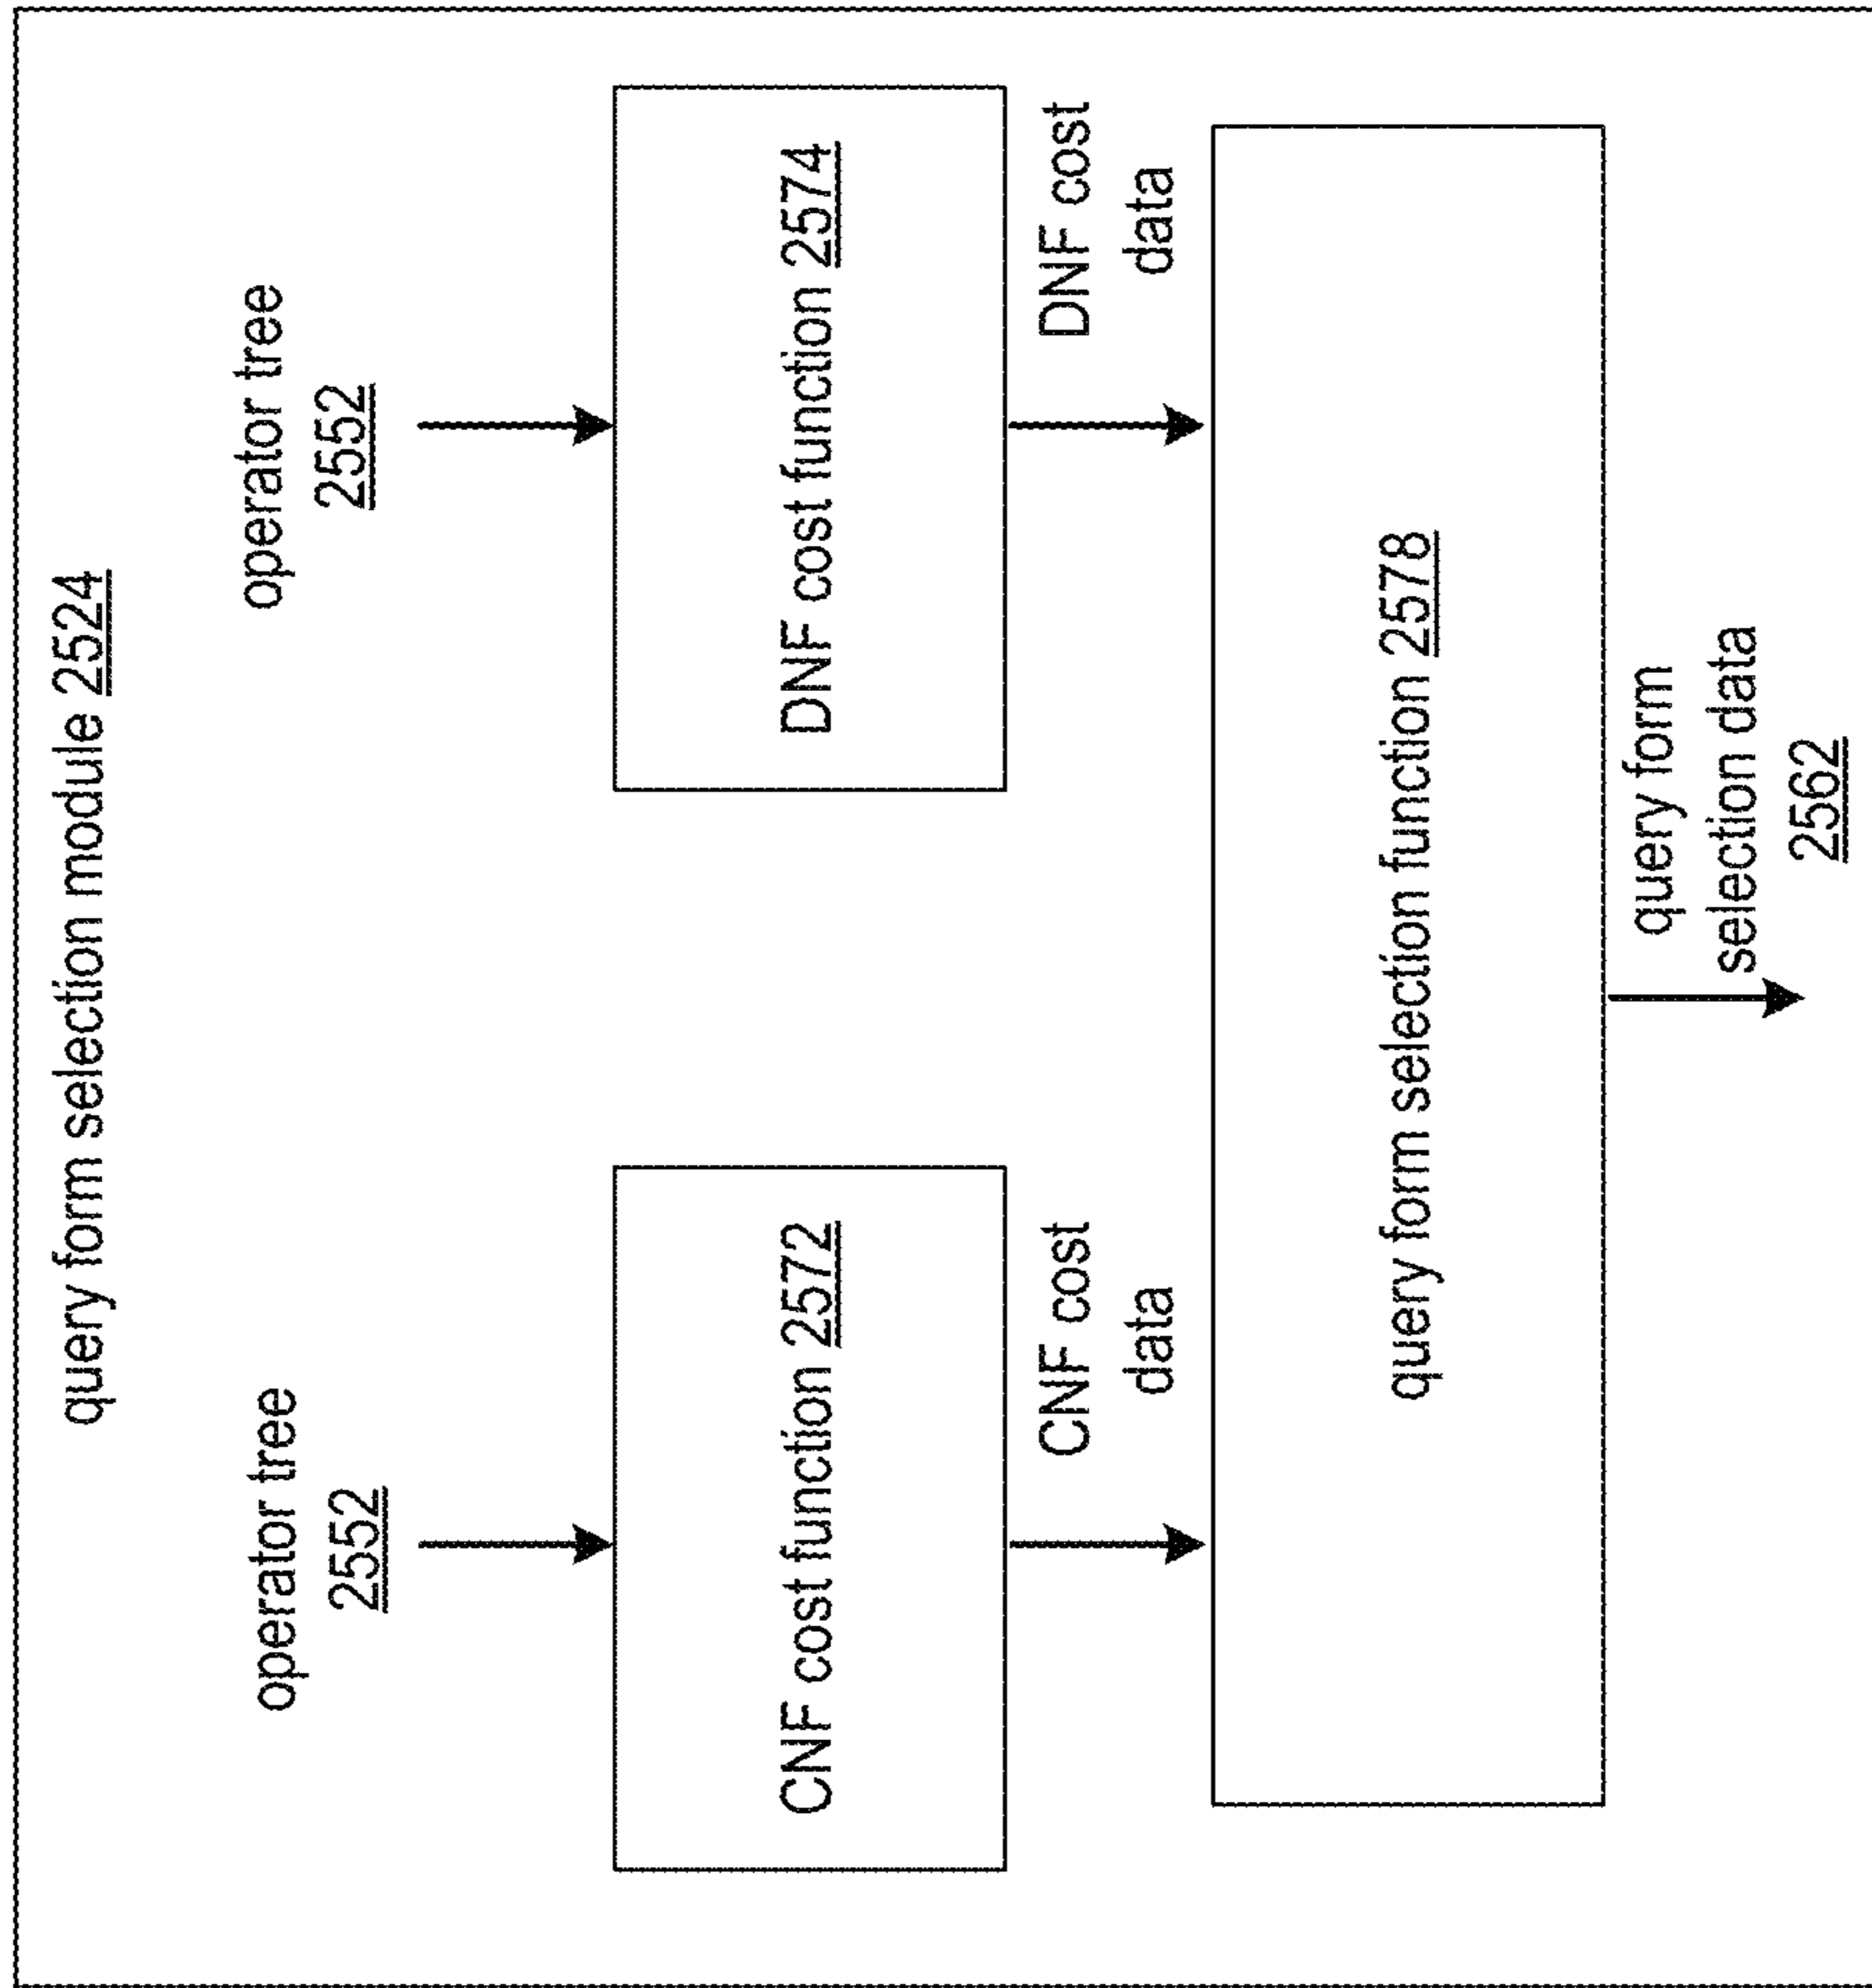 query form selection module 2524
operator tree
2552
operator tree
2552
CNF cost function 2572
DNF cost function 2574
CNF cost
data
DNF cost
data
query form selection function 2578
query form
selection data
2562